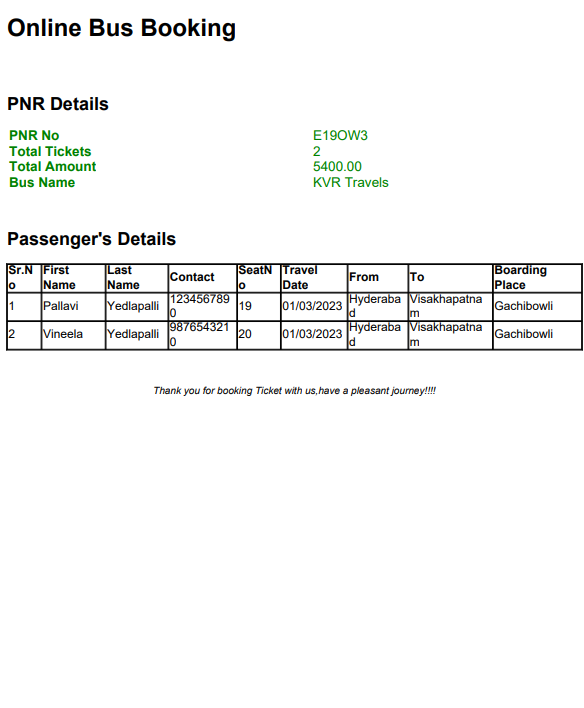 Online Bus Booking
PNR Details
PNR No E19OW3
Total Tickets 2
Total Amount 5400.00
Bus Name KVR Travels
Passenger's Details
Sr.No First Name Last Name Contact SeatNo Travel Date From To Boarding Place
1 Pallavi Yedlapalli 1234567890 19 01/03/2023 Hyderabad Visakhapatnam Gachibowli
2 Vineela Yedlapalli 9876543210 20 01/03/2023 Hyderabad Visakhapatnam Gachibowli
Thank you for booking Ticket with us,have a pleasant journey!!!!